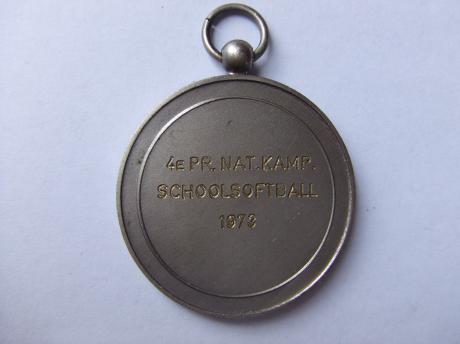 4E PR. NAT. KAMP.
SCHOOLSOFTBALL
1973